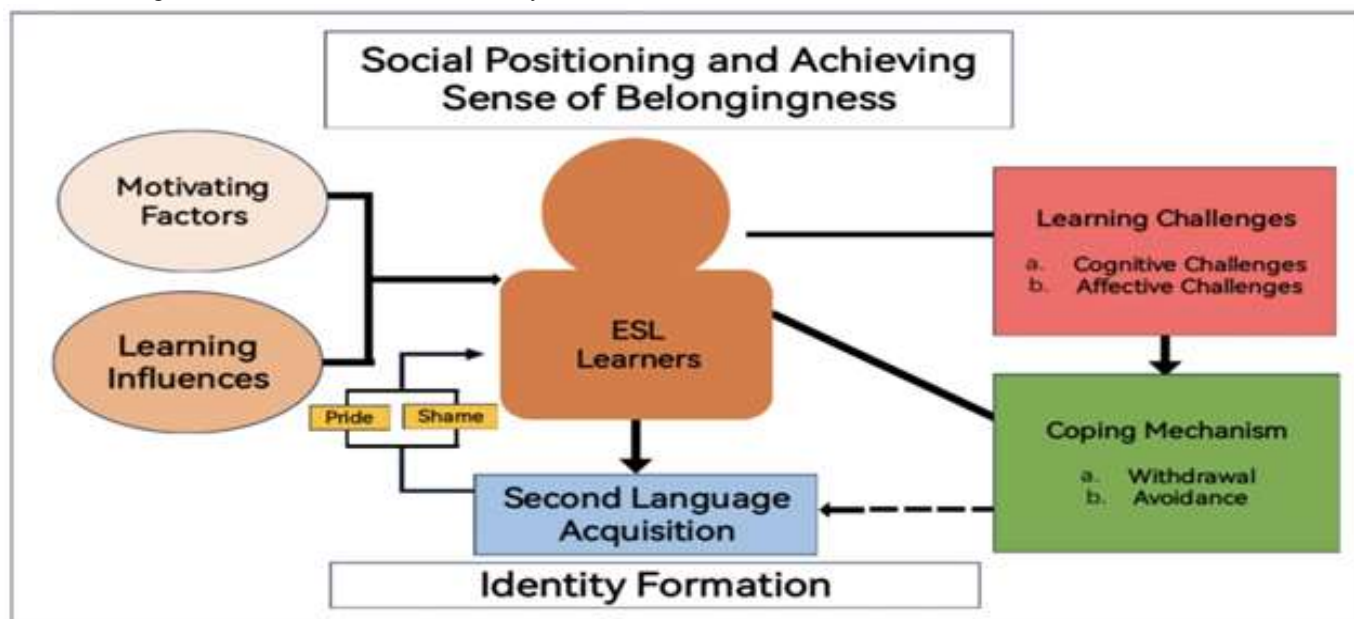 Social Positioning and Achieving
Sense of Belongingness
Motivating
Factors
Learning
Influences
Pride
Shame
ESL
Learners
Second Language
Acquisition
Learning Challenges
a. Cognitive Challenges
b. Affective Challenges
Coping Mechanism
a. Withdrawal
b. Avoidance
Identity Formation